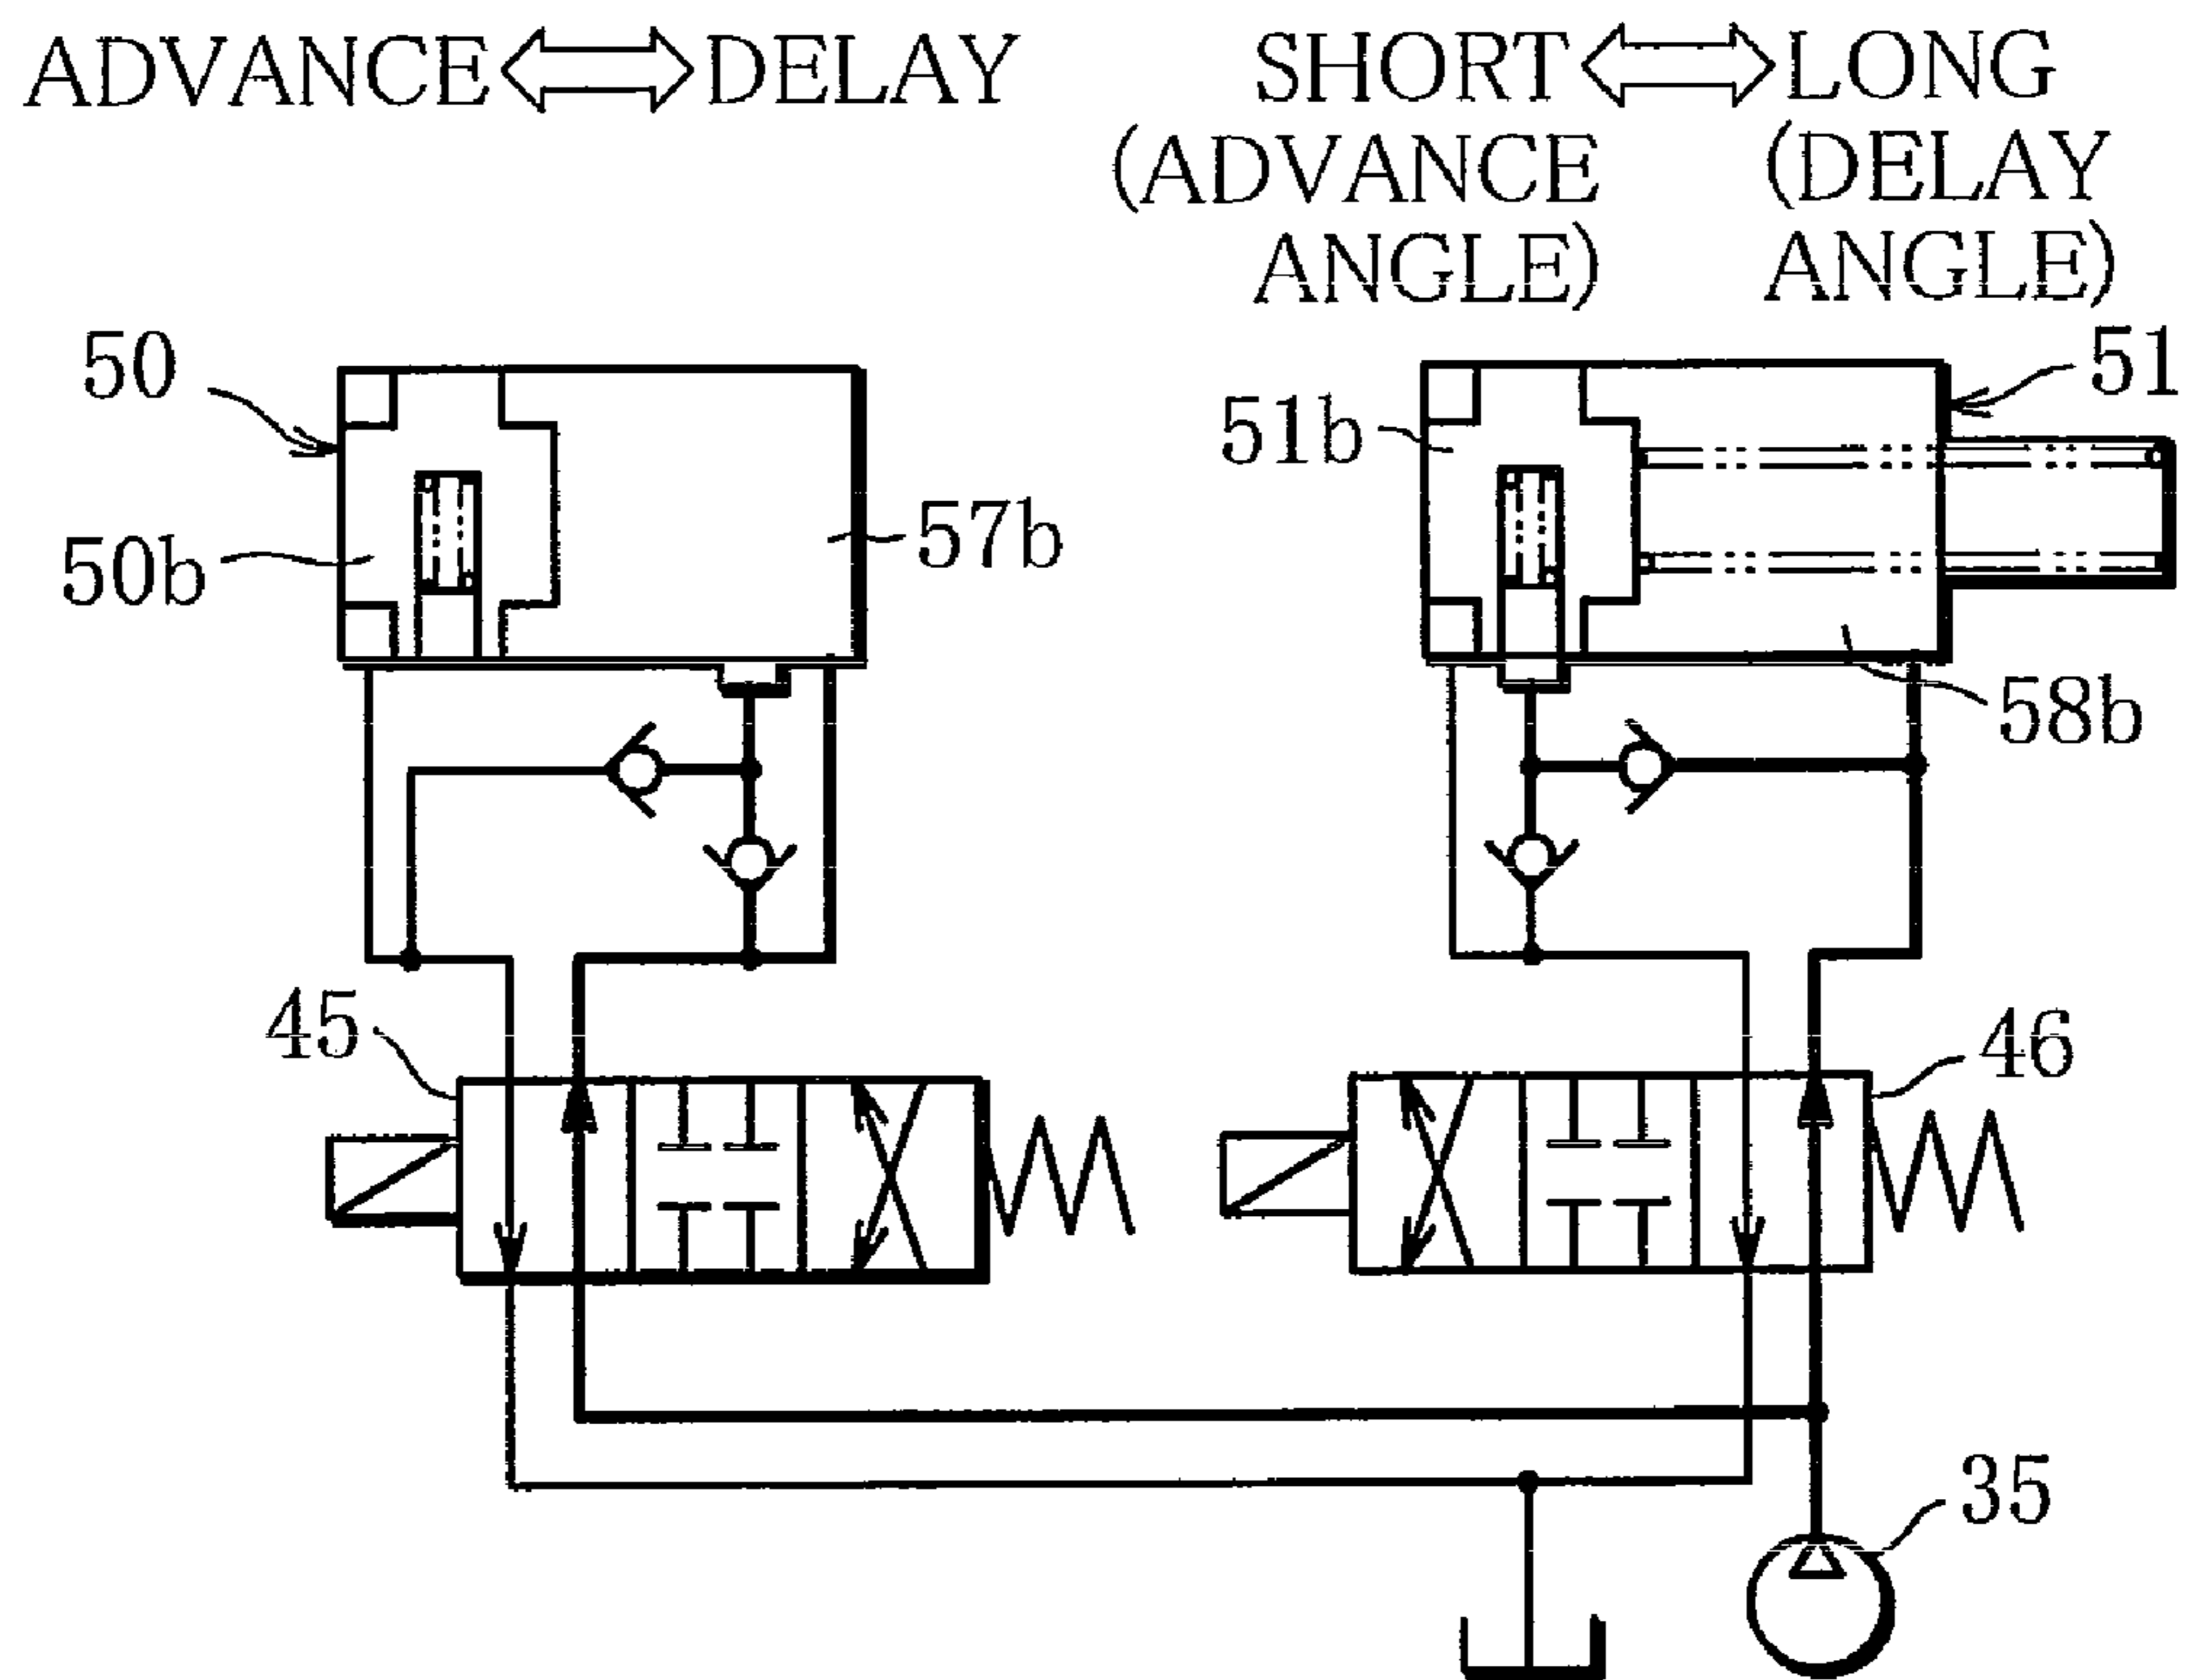 ADVANCE DELAY
SHORT LONG
(ADVANCE ANGLE) (DELAY ANGLE)
50
51
51b
57b
50b
58b
45
46
35